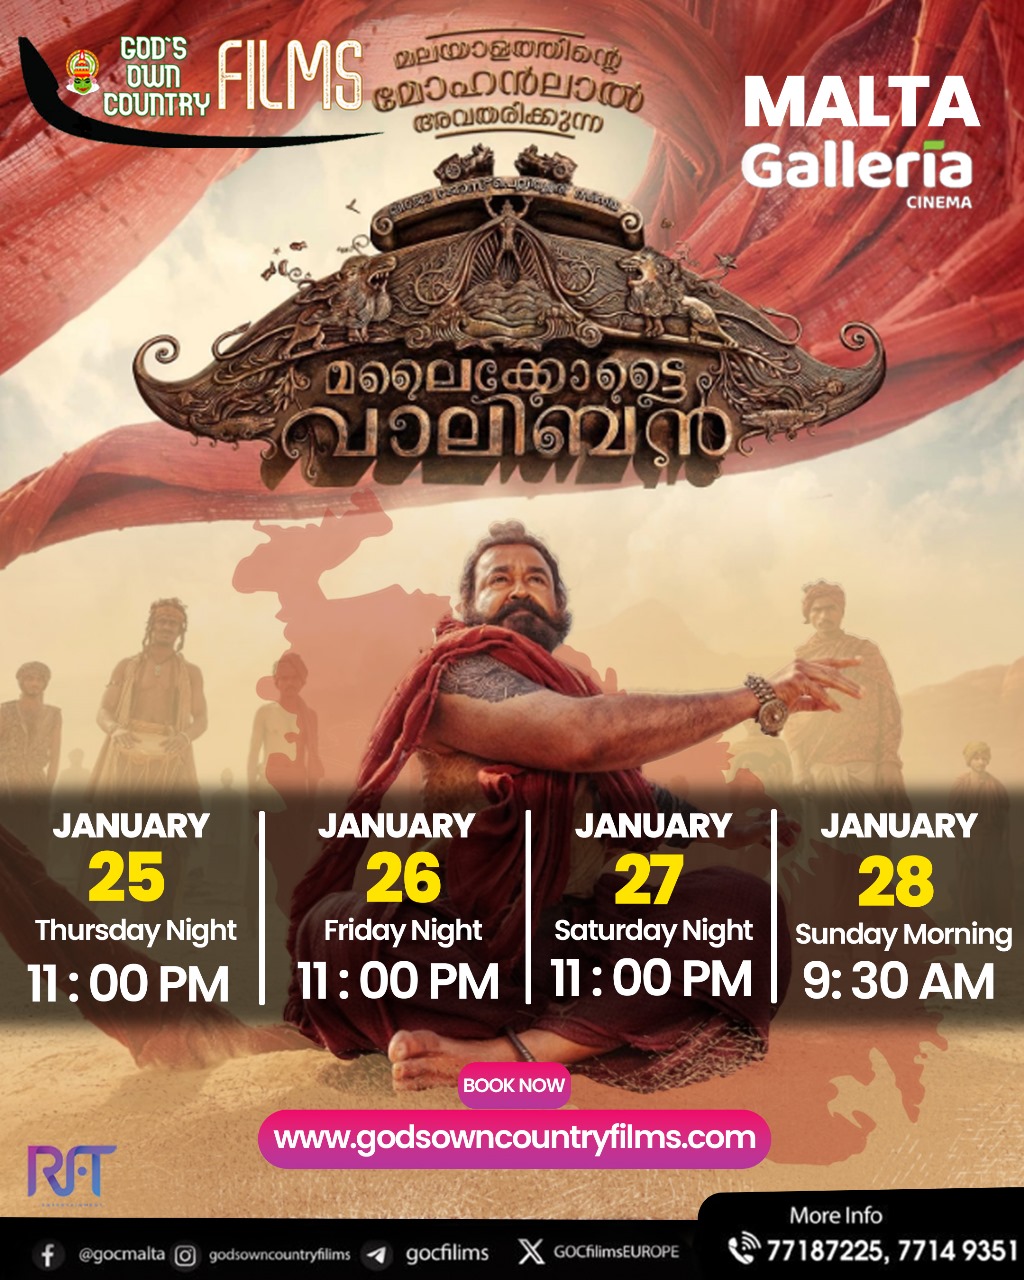 GOD'S
OWN
COUNTRY
FILMS
മലയാളത്തിന്റെ
മോഹൻലാൽ
അവതരിക്കുന്ന
MALTA
Galleria
CINEMA
മലൈക്കോട്ടൈ
വാലിബൻ
JANUARY
25
Thursday Night
11 : 00 PM
JANUARY
26
Friday Night
11 : 00 PM
JANUARY
27
Saturday Night
11 : 00 PM
JANUARY
28
Sunday Morning
9: 30 AM
BOOK NOW
www.godsowncountryfilms.com
RFT
ENTERTAINMENT
More Info
@gocmalta
godsowncountryfilms
gocfilms
GOCfilmsEUROPE
77187225, 7714 9351